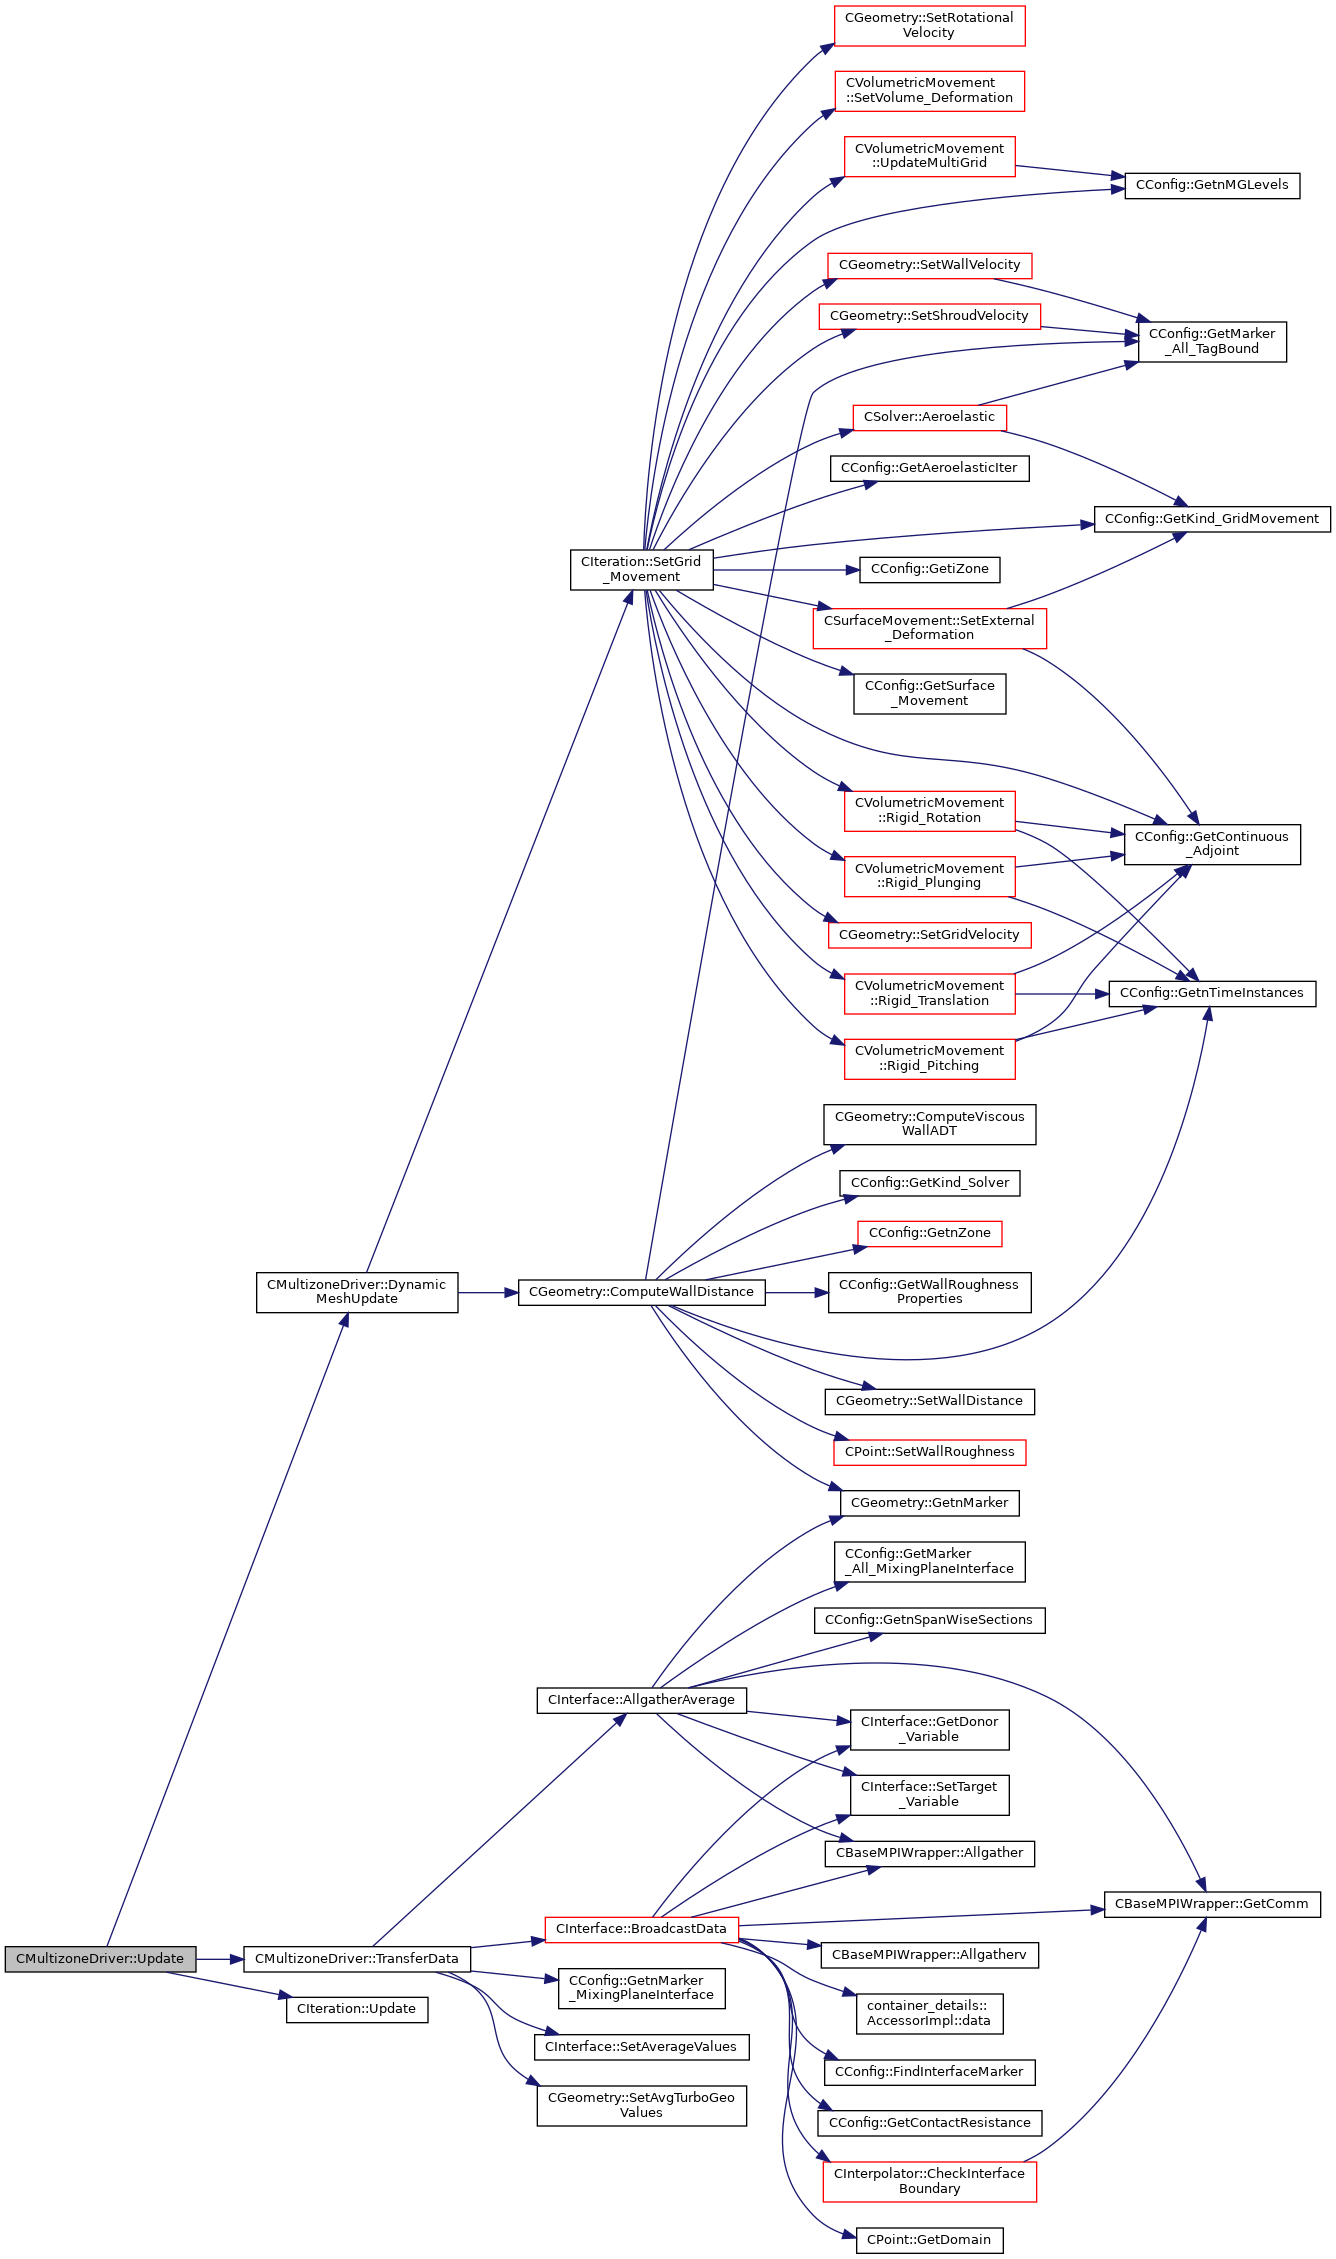 CGeometry::SetRotational
Velocity
CVolumetricMovement
::SetVolume_Deformation
CVolumetricMovement
::UpdateMultiGrid
CConfig::GetnMGLevels
CGeometry::SetWallVelocity
CGeometry::SetShroudVelocity
CConfig::GetMarker
_All_TagBound
CSolver::Aeroelastic
CConfig::GetAeroelasticIter
CConfig::GetKind_GridMovement
CIteration::SetGrid
_Movement
CConfig::GetiZone
CSurfaceMovement::SetExternal
_Deformation
CConfig::GetSurface
_Movement
CVolumetricMovement
::Rigid_Rotation
CConfig::GetContinuous
_Adjoint
CVolumetricMovement
::Rigid_Plunging
CGeometry::SetGridVelocity
CVolumetricMovement
::Rigid_Translation
CConfig::GetnTimeInstances
CVolumetricMovement
::Rigid_Pitching
CGeometry::ComputeViscous
WallADT
CConfig::GetKind_Solver
CConfig::GetnZone
CMultizoneDriver::Dynamic
MeshUpdate
CGeometry::ComputeWallDistance
CConfig::GetWallRoughness
Properties
CGeometry::SetWallDistance
CPoint::SetWallRoughness
CGeometry::GetnMarker
CConfig::GetMarker
_All_MixingPlaneInterface
CConfig::GetnSpanWiseSections
CInterface::AllgatherAverage
CInterface::GetDonor
_Variable
CInterface::SetTarget
_Variable
CBaseMPIWrapper::Allgather
CBaseMPIWrapper::GetComm
CInterface::BroadcastData
CMultizoneDriver::Update
CMultizoneDriver::TransferData
CBaseMPIWrapper::Allgatherv
CConfig::GetnMarker
_MixingPlaneInterface
CIteration::Update
container_details::
AccessorImpl::data
CInterface::SetAverageValues
CConfig::FindInterfaceMarker
CGeometry::SetAvgTurboGeo
Values
CConfig::GetContactResistance
CInterpolator::CheckInterface
Boundary
CPoint::GetDomain